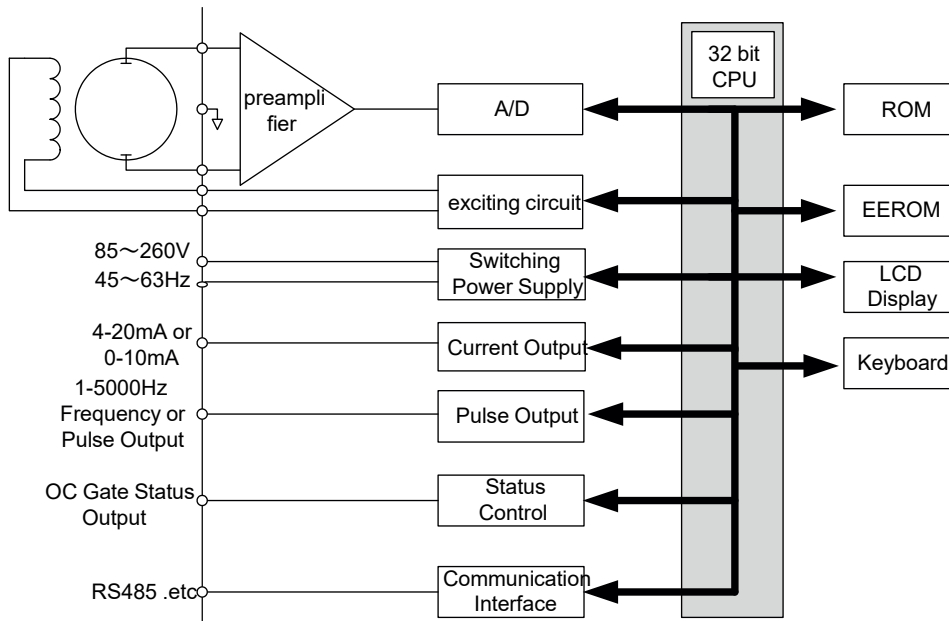 32 bit
CPU
preampli
fier
A/D
ROM
exciting circuit
EEROM
85～260V
45～63Hz
Switching
Power Supply
LCD
Display
4-20mA or
0-10mA
Current Output
Keyboard
1-5000Hz
Frequency or
Pulse Output
Pulse Output
OC Gate Status
Output
Status
Control
RS485 .etc
Communication
Interface